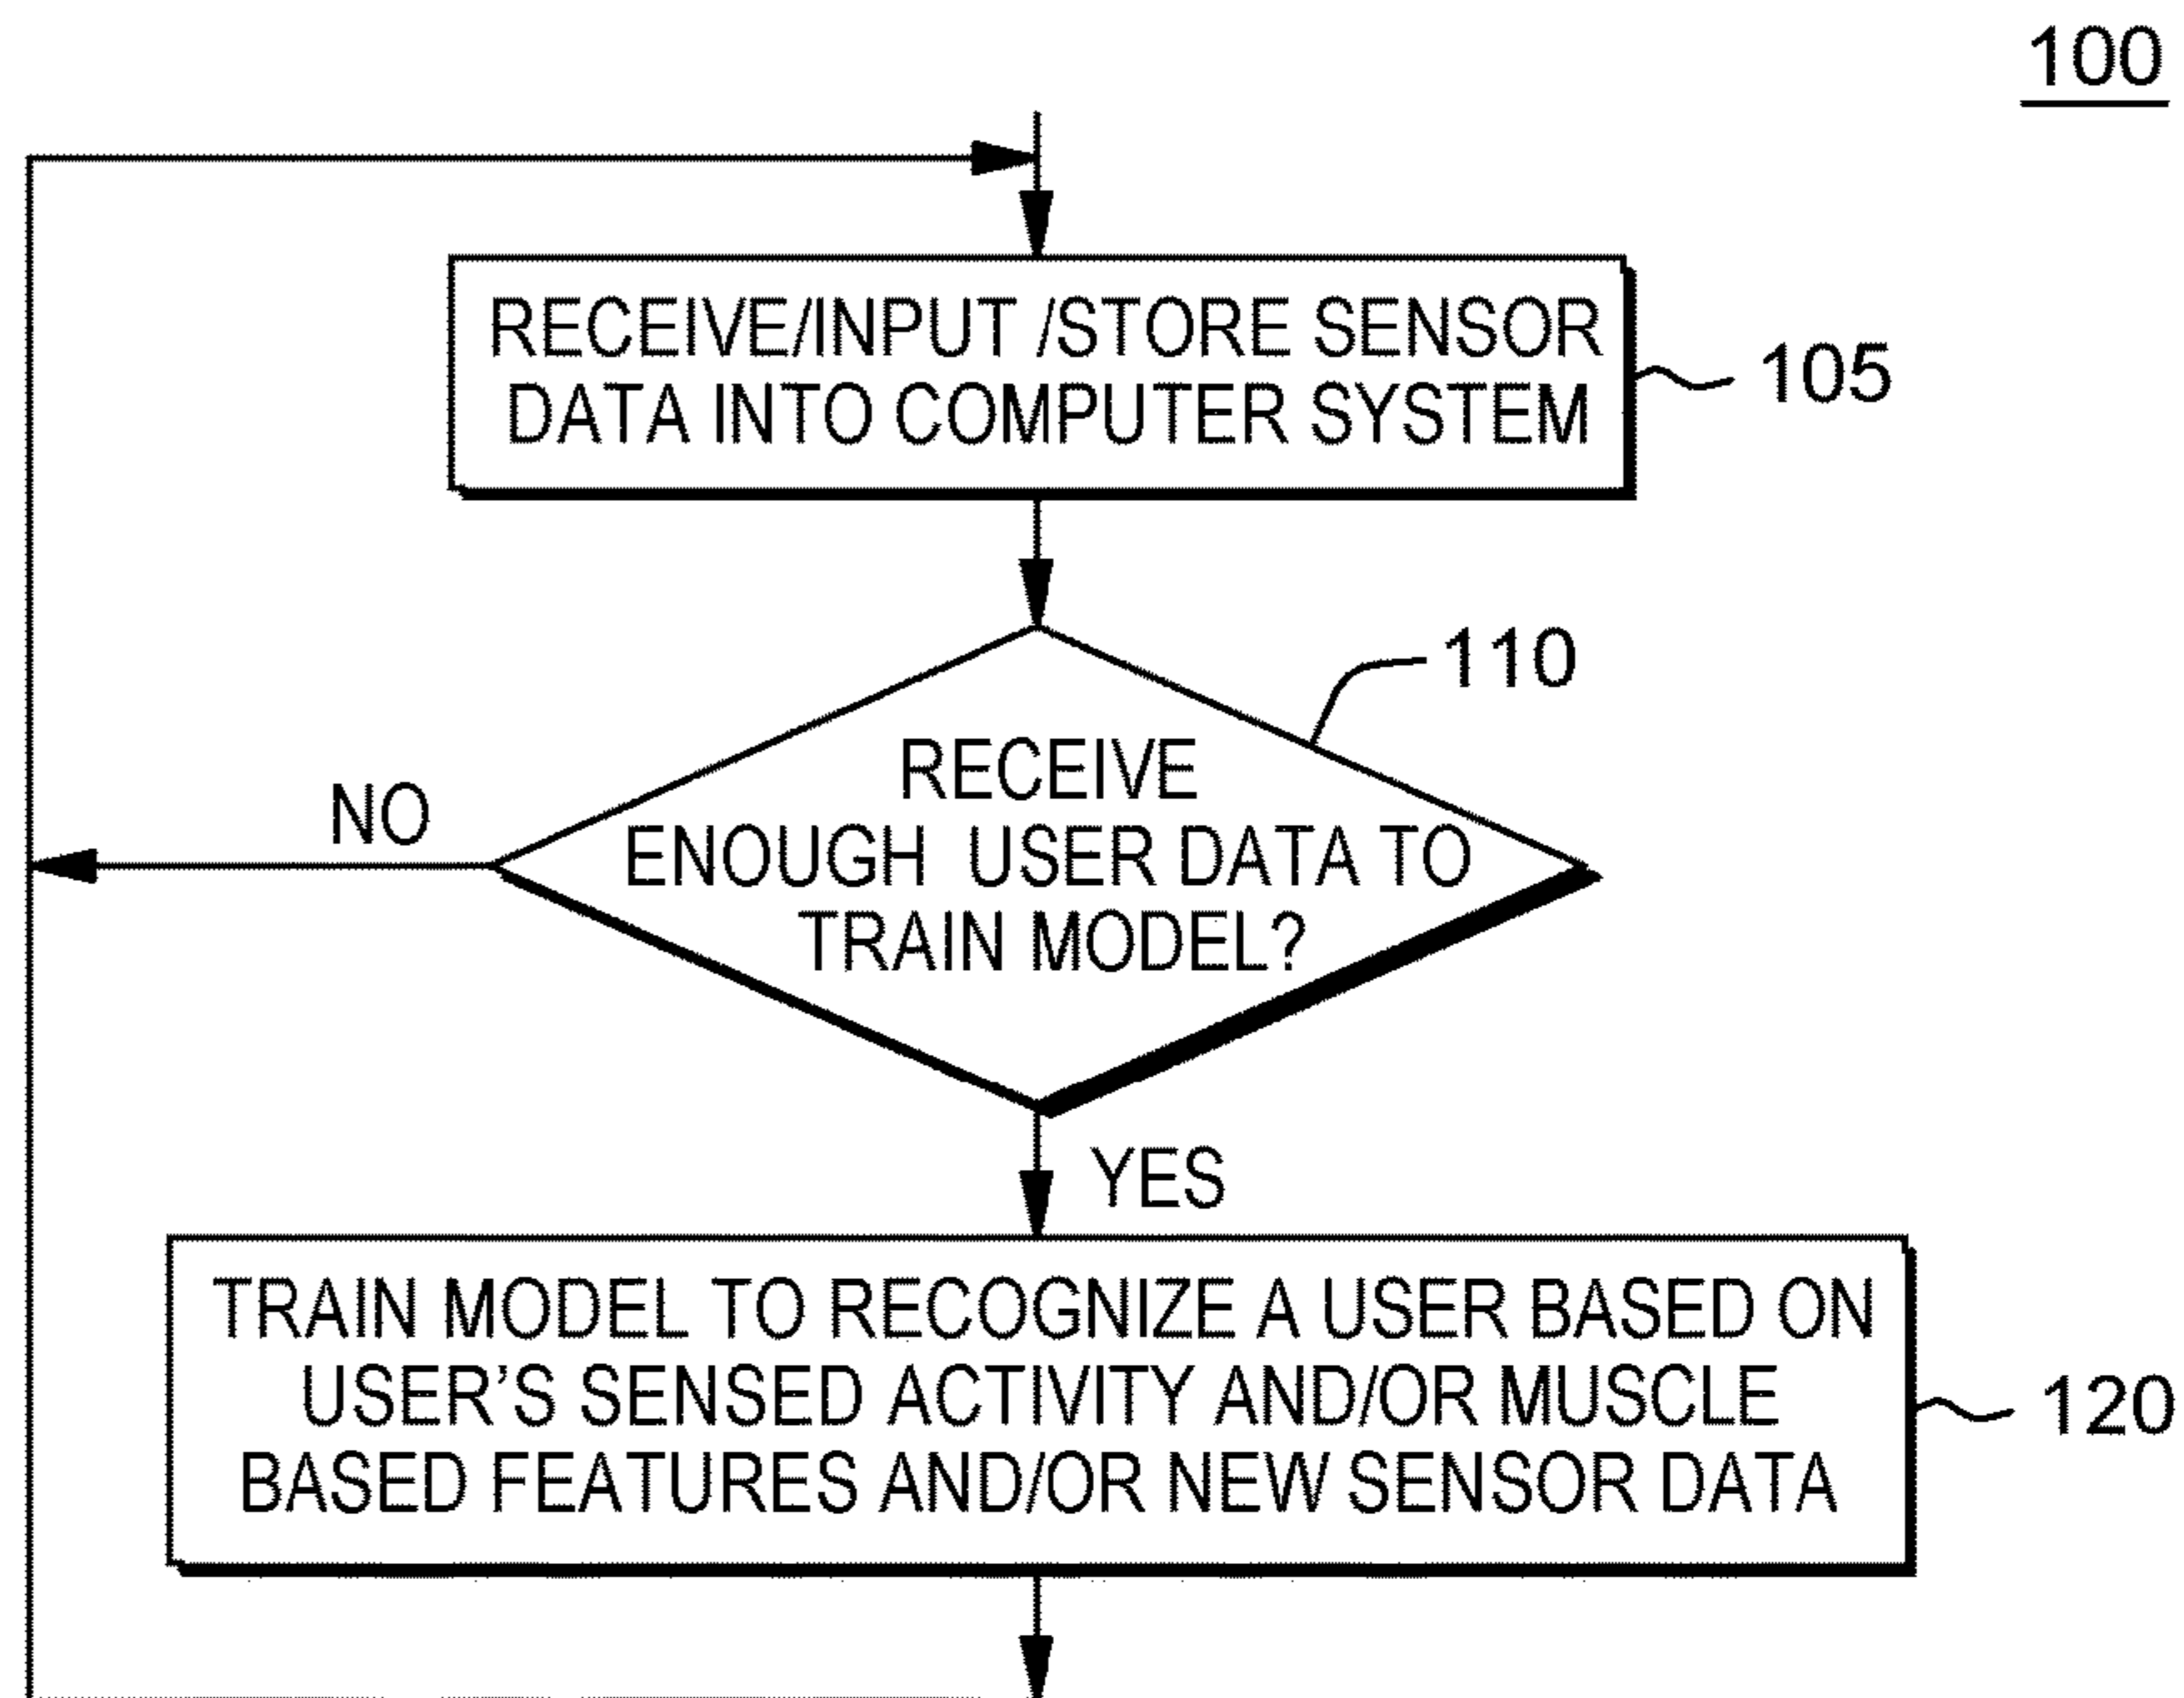 100
RECEIVE/INPUT /STORE SENSOR
DATA INTO COMPUTER SYSTEM
105
110
RECEIVE
ENOUGH USER DATA TO
TRAIN MODEL?
NO
YES
TRAIN MODEL TO RECOGNIZE A USER BASED ON
USER'S SENSED ACTIVITY AND/OR MUSCLE
BASED FEATURES AND/OR NEW SENSOR DATA
120